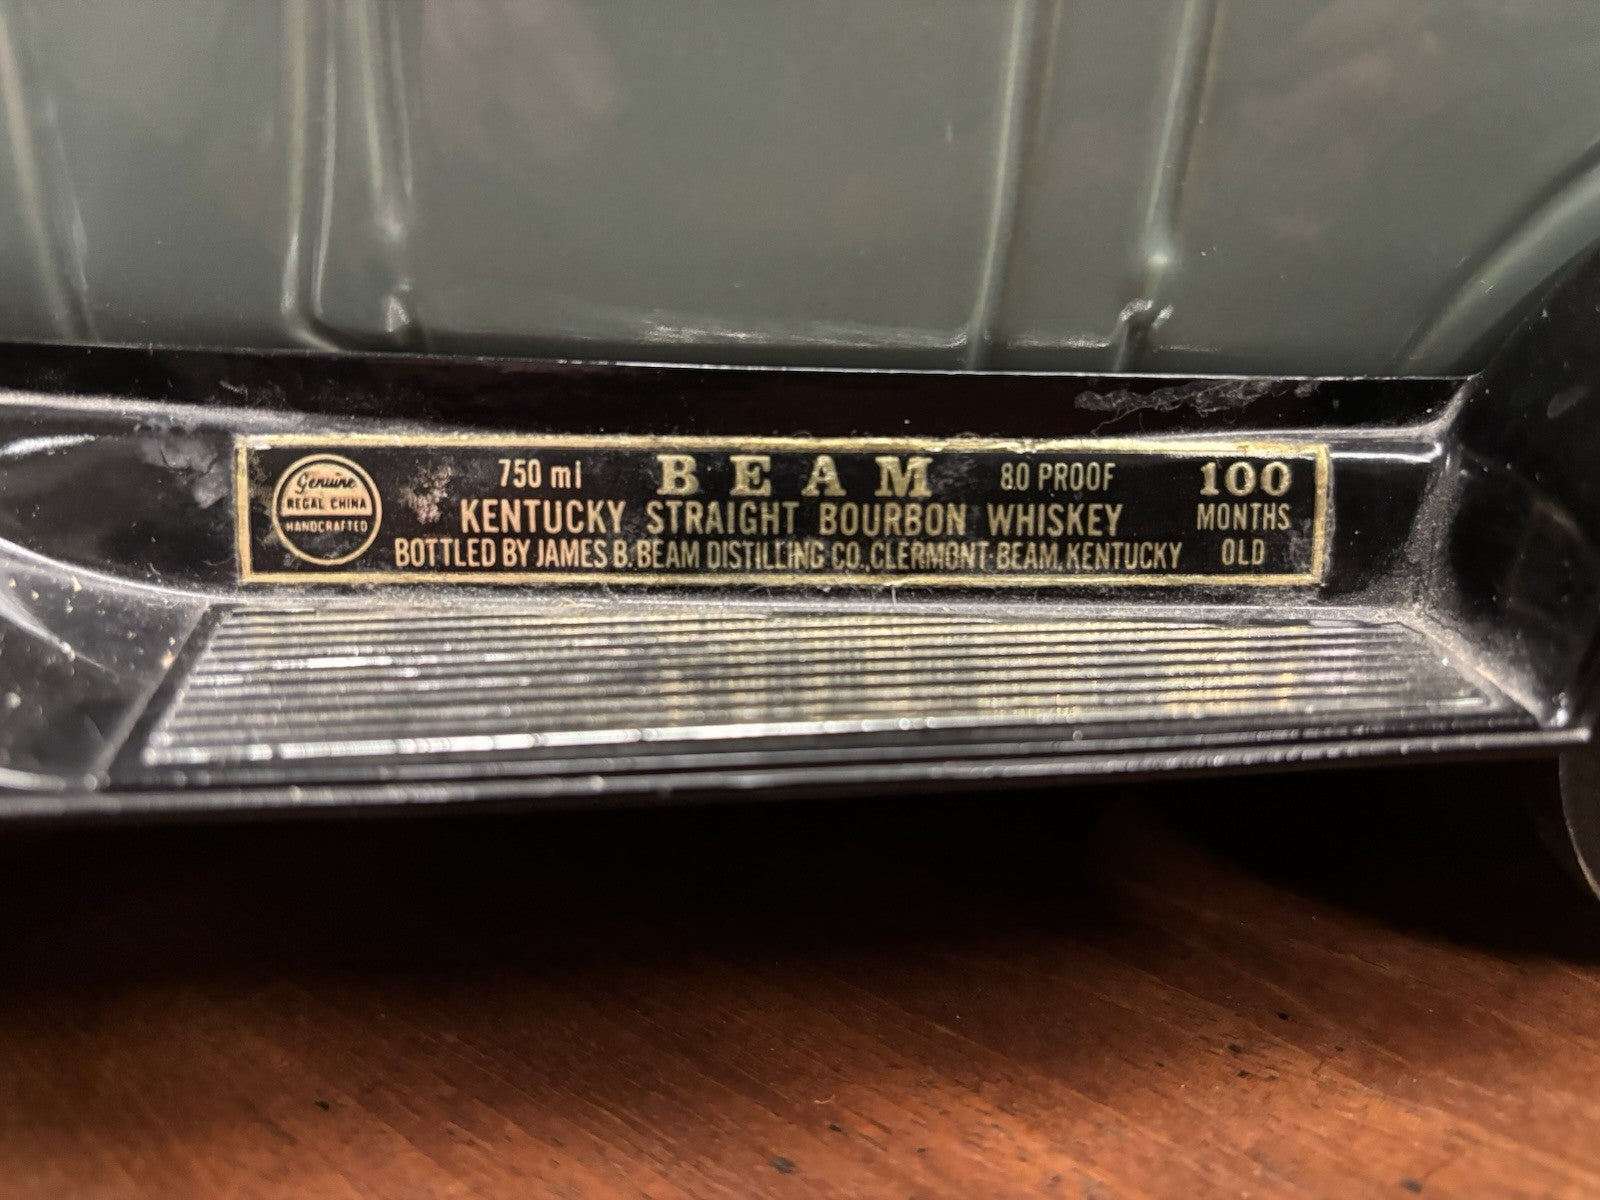 Genuine
REGAL CHINA
HANDCRAFTED
750 ml BEAM 80 PROOF
KENTUCKY STRAIGHT BOURBON WHISKEY
BOTTLED BY JAMES B. BEAM DISTILLING CO., CLERMONT-BEAM, KENTUCKY
100
MONTHS
OLD